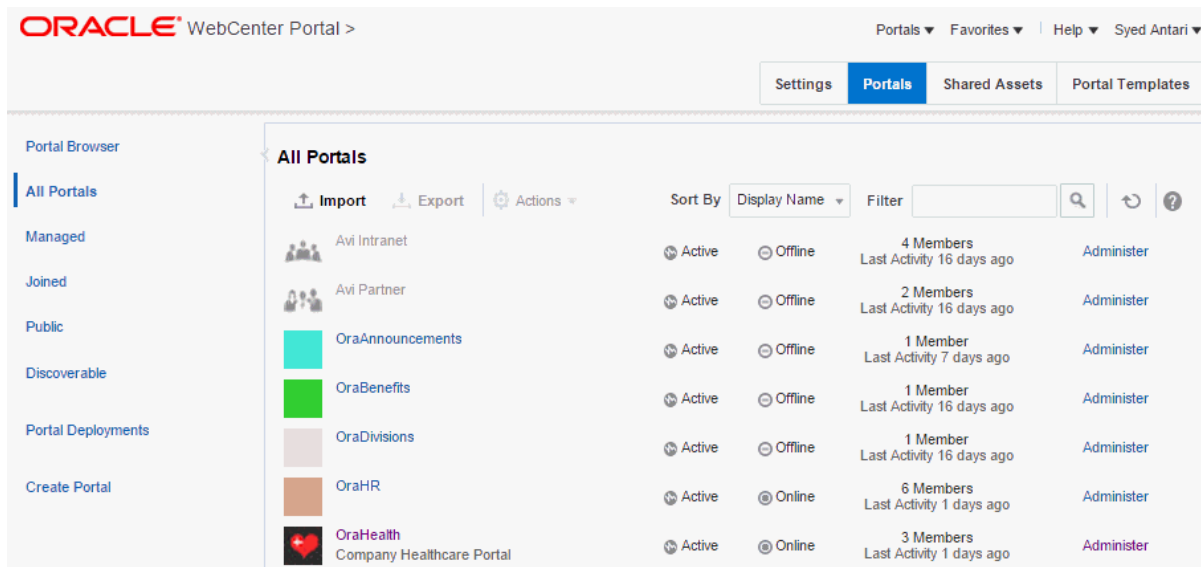 ORACLE® WebCenter Portal >
Portals Favorites Help Syed Antari
Settings Portals Shared Assets Portal Templates
Portal Browser
All Portals
Managed
Joined
Public
Discoverable
Portal Deployments
Create Portal
All Portals
Import Export Actions Sort By Display Name Filter
Avi Intranet Active Offline 4 Members Administer
Last Activity 16 days ago
Avi Partner Active Offline 2 Members Administer
Last Activity 16 days ago
OraAnnouncements Active Offline 1 Member Administer
Last Activity 7 days ago
OraBenefits Active Offline 1 Member Administer
Last Activity 16 days ago
OraDivisions Active Offline 1 Member Administer
Last Activity 16 days ago
OraHR Active Online 6 Members Administer
Last Activity 1 days ago
OraHealth Active Online 3 Members Administer
Company Healthcare Portal Last Activity 1 days ago